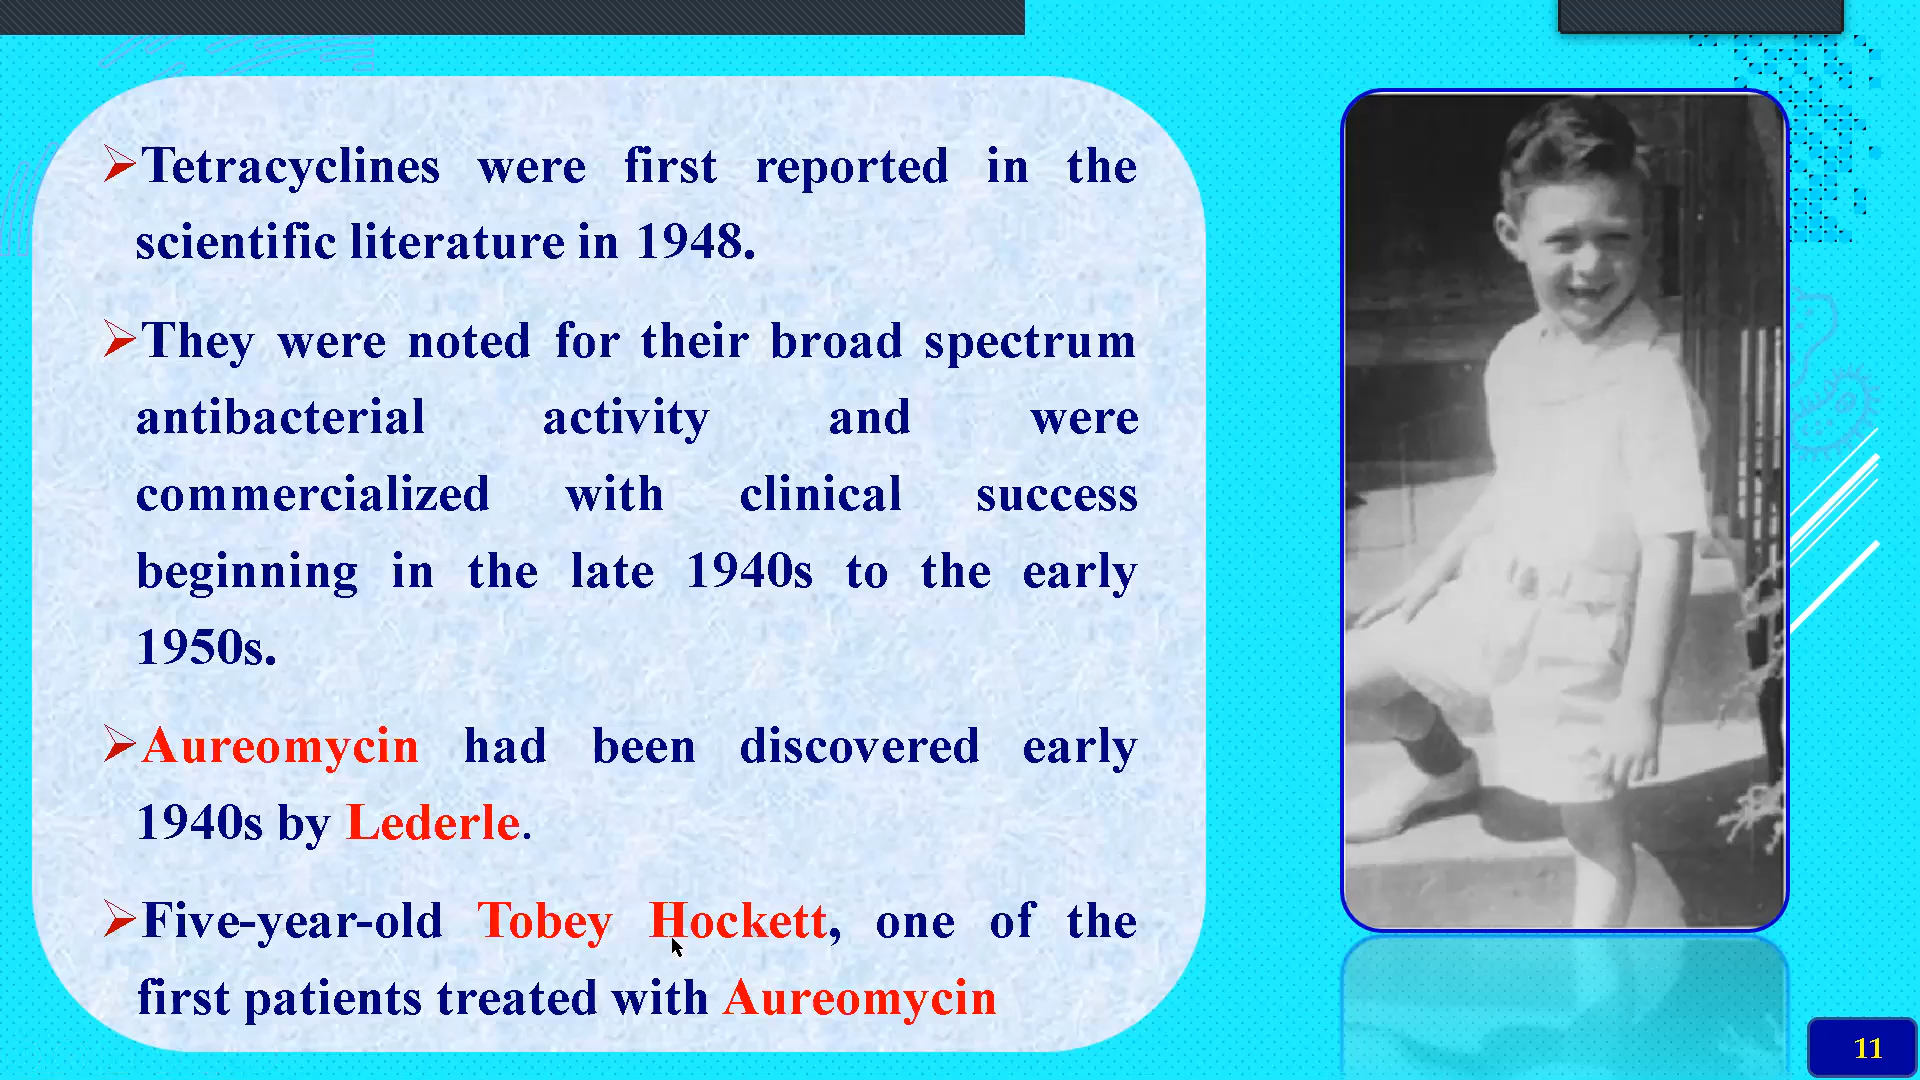 ➢Tetracyclines were first reported in the
scientific literature in 1948.
➢They were noted for their broad spectrum
antibacterial activity and were
commercialized with clinical success
beginning in the late 1940s to the early
1950s.
➢Aureomycin had been discovered early
1940s by Lederle.
➢Five-year-old Tobey Hockett, one of the
first patients treated with Aureomycin
11